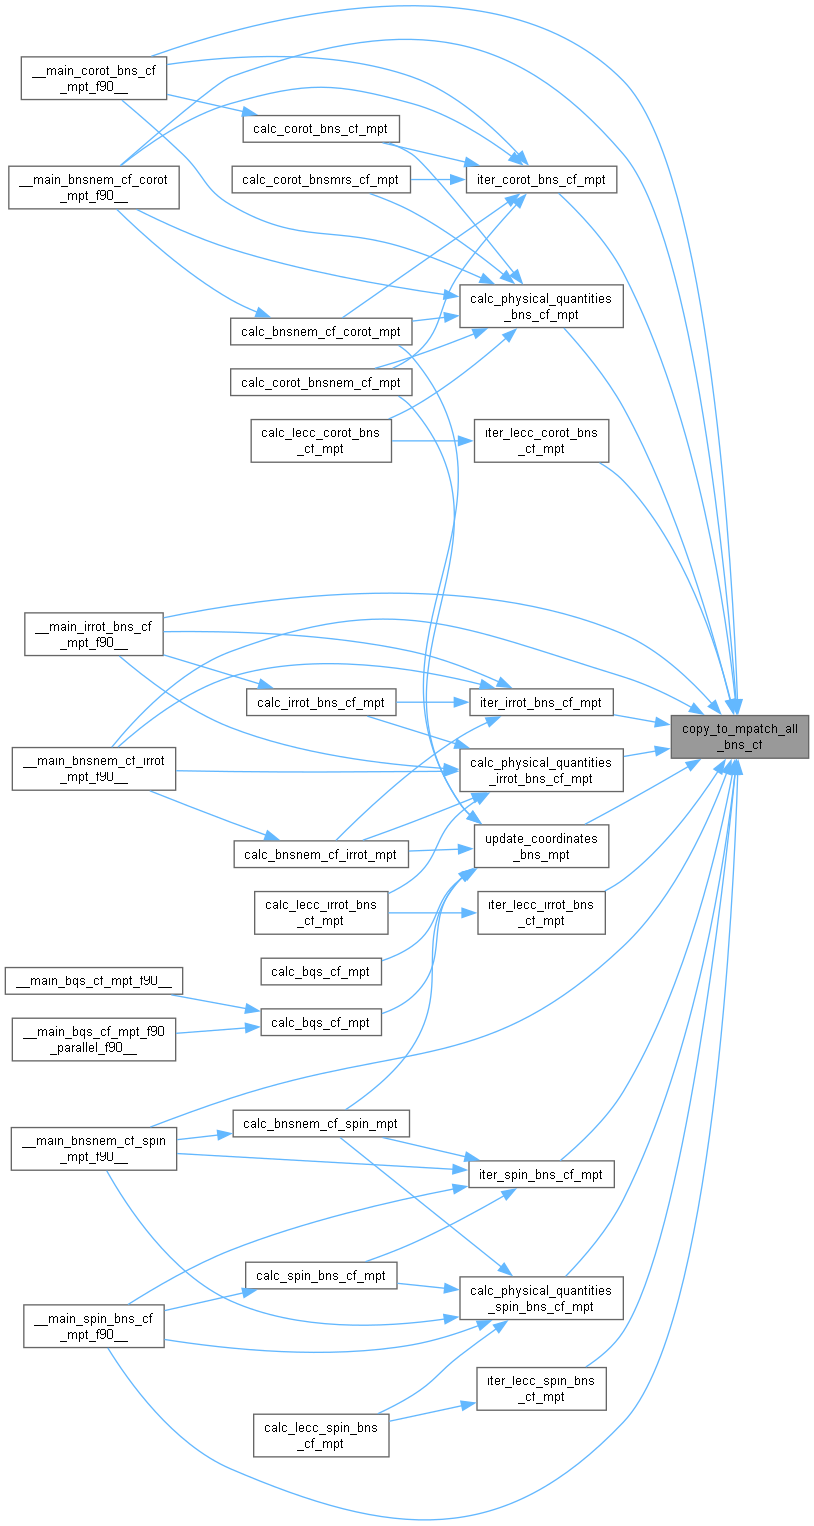 __main_corot_bns_cf
_mpt_f90__
calc_corot_bns_cf_mpt
__main_bnsnem_cf_corot
_mpt_f90__
calc_corot_bnsmrs_cf_mpt
iter_corot_bns_cf_mpt
calc_physical_quantities
_bns_cf_mpt
calc_bnsnem_cf_corot_mpt
calc_corot_bnsnem_cf_mpt
calc_lecc_corot_bns
_cf_mpt
iter_lecc_corot_bns
_cf_mpt
__main_irrot_bns_cf
_mpt_f90__
calc_irrot_bns_cf_mpt
iter_irrot_bns_cf_mpt
copy_to_mpatch_all
_bns_cf
__main_bnsnem_cf_irrot
_mpt_f90__
calc_physical_quantities
_irrot_bns_cf_mpt
calc_bnsnem_cf_irrot_mpt
update_coordinates
_bns_mpt
calc_lecc_irrot_bns
_cf_mpt
iter_lecc_irrot_bns
_cf_mpt
calc_bqs_cf_mpt
__main_bqs_cf_mpt_f90__
calc_bqs_cf_mpt
__main_bqs_cf_mpt_f90
_parallel_f90__
calc_bnsnem_cf_spin_mpt
__main_bnsnem_cf_spin
_mpt_f90__
iter_spin_bns_cf_mpt
calc_spin_bns_cf_mpt
calc_physical_quantities
_spin_bns_cf_mpt
__main_spin_bns_cf
_mpt_f90__
iter_lecc_spin_bns
_cf_mpt
calc_lecc_spin_bns
_cf_mpt